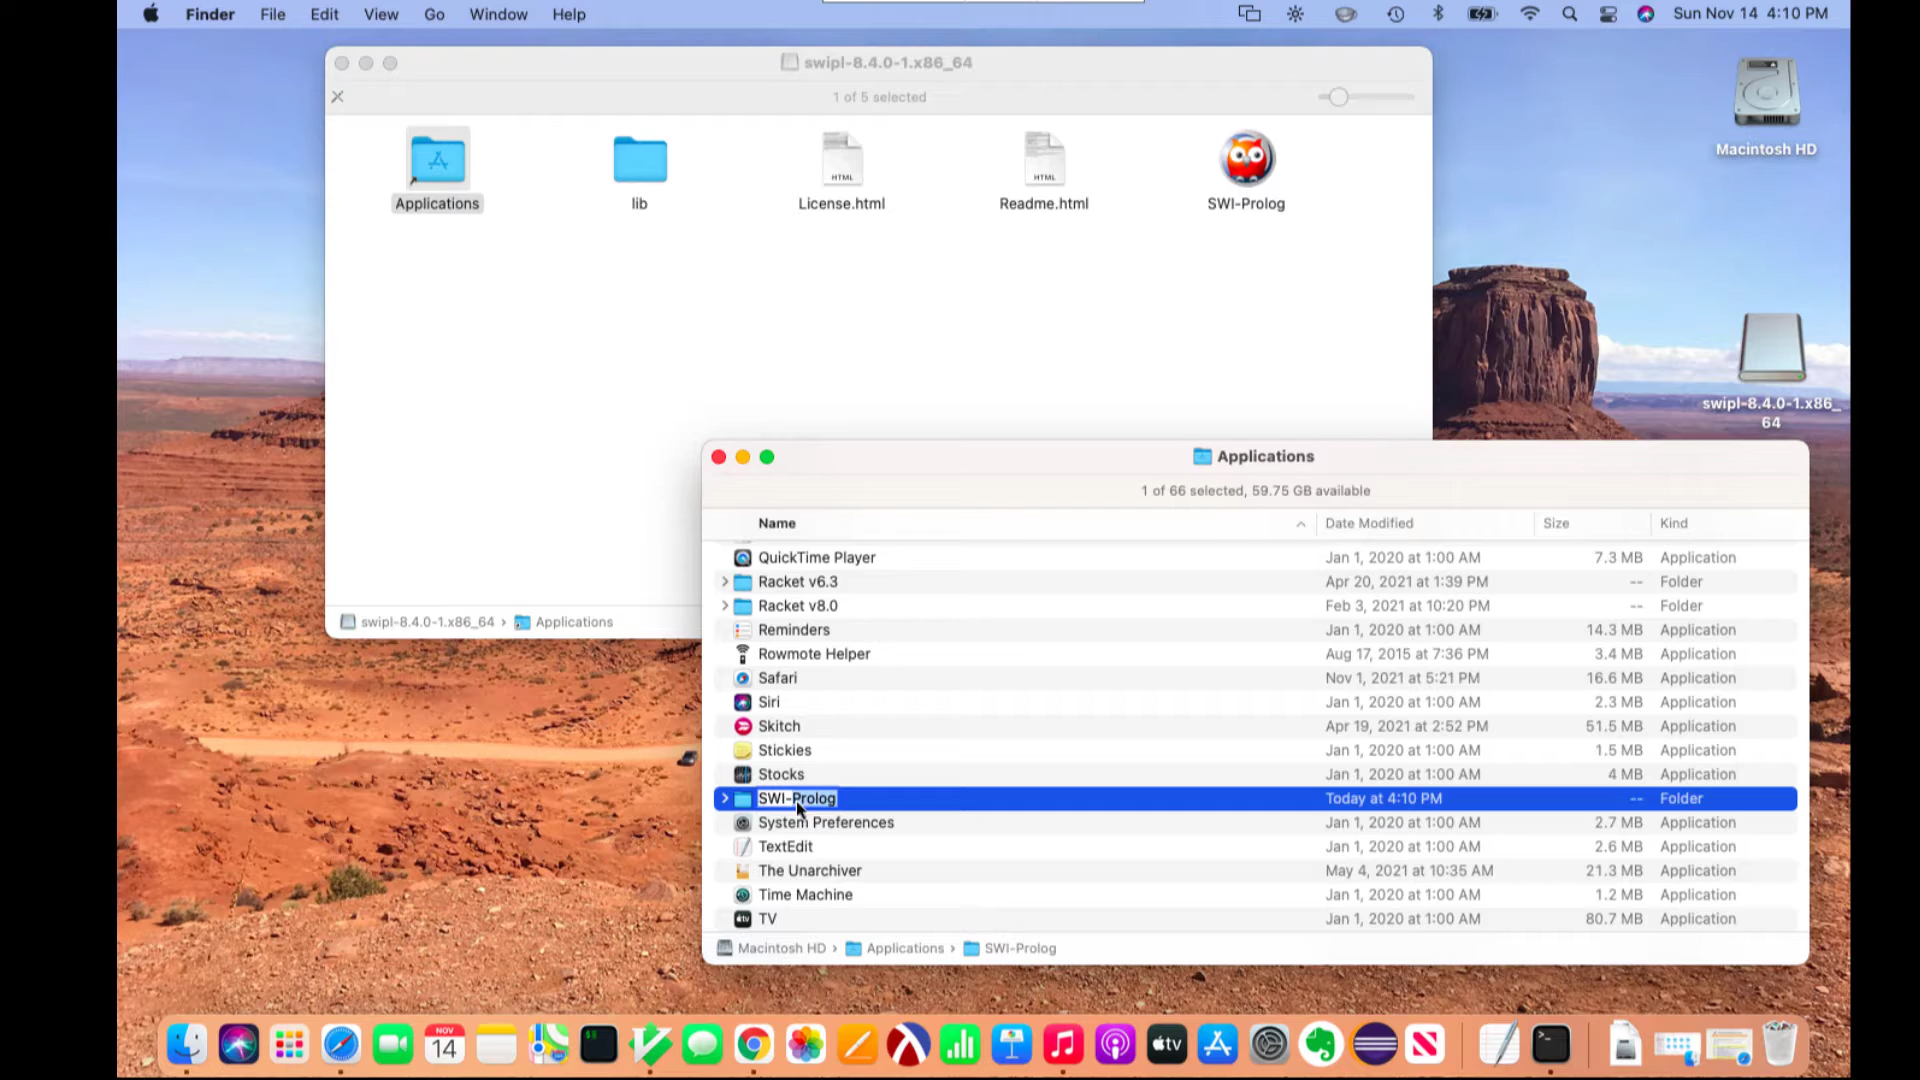 Finder File Edit View Go Window Help Sun Nov 14 4:10 PM
swipl-8.4.0-1.x86_64
1 of 5 selected
Applications lib License.html Readme.html SWI-Prolog
HTML HTML
Macintosh HD
swipl-8.4.0-1.x86_
64
swipl-8.4.0-1.x86_64 › Applications
Applications
1 of 66 selected, 59.75 GB available
Name Date Modified Size Kind
QuickTime Player Jan 1, 2020 at 1:00 AM 7.3 MB Application
Racket v6.3 Apr 20, 2021 at 1:39 PM -- Folder
Racket v8.0 Feb 3, 2021 at 10:20 PM -- Folder
Reminders Jan 1, 2020 at 1:00 AM 14.3 MB Application
Rowmote Helper Aug 17, 2015 at 7:36 PM 3.4 MB Application
Safari Nov 1, 2021 at 5:21 PM 16.6 MB Application
Siri Jan 1, 2020 at 1:00 AM 2.3 MB Application
Skitch Apr 19, 2021 at 2:52 PM 51.5 MB Application
Stickies Jan 1, 2020 at 1:00 AM 1.5 MB Application
Stocks Jan 1, 2020 at 1:00 AM 4 MB Application
SWI-Prolog Today at 4:10 PM -- Folder
System Preferences Jan 1, 2020 at 1:00 AM 2.7 MB Application
TextEdit Jan 1, 2020 at 1:00 AM 2.6 MB Application
The Unarchiver May 4, 2021 at 10:35 AM 21.3 MB Application
Time Machine Jan 1, 2020 at 1:00 AM 1.2 MB Application
TV Jan 1, 2020 at 1:00 AM 80.7 MB Application
Macintosh HD › Applications › SWI-Prolog
NOV
14
tv